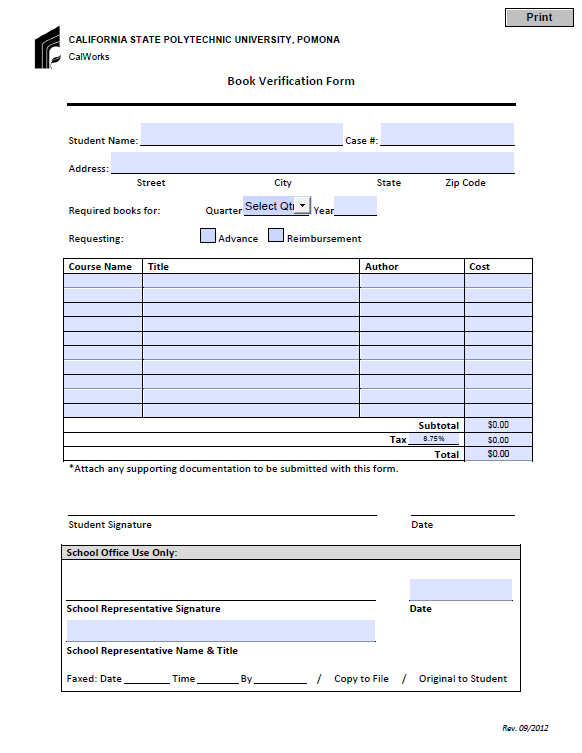 Print
CALIFORNIA STATE POLYTECHNIC UNIVERSITY, POMONA
CalWorks
Book Verification Form
Student Name: Case #:
Address:
Street City State Zip Code
Required books for: Quarter Select Qt Year
Requesting: Advance Reimbursement
Course Name Title Author Cost
Subtotal $0.00
Tax 8.75% $0.00
Total $0.00
*Attach any supporting documentation to be submitted with this form.
Student Signature Date
School Office Use Only:
School Representative Signature Date
School Representative Name & Title
Faxed: Date Time By / Copy to File / Original to Student
Rev. 09/2012